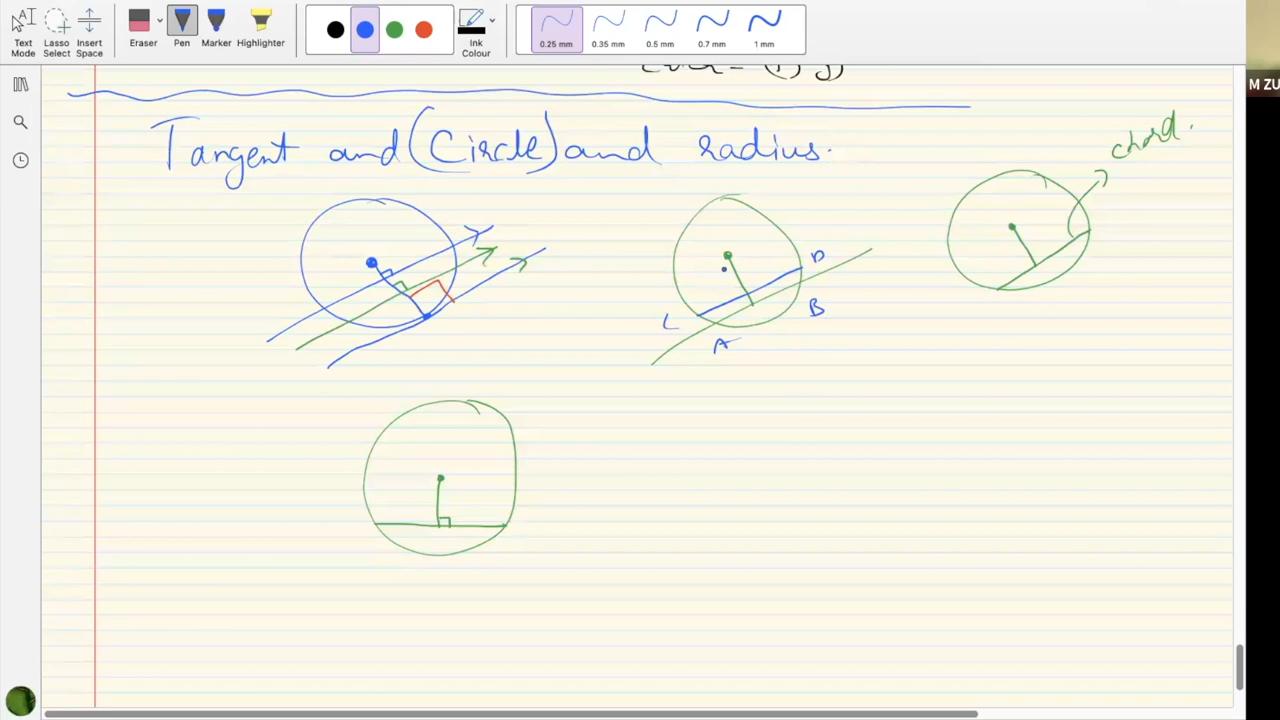 Text Mode
Lasso Select
Insert Space
Eraser
Pen
Marker
Highlighter
Ink Colour
0.25 mm
0.35 mm
0.5 mm
0.7 mm
1 mm
M ZU
Tangent and (Circle) and radius.
chord.
D
L
B
A